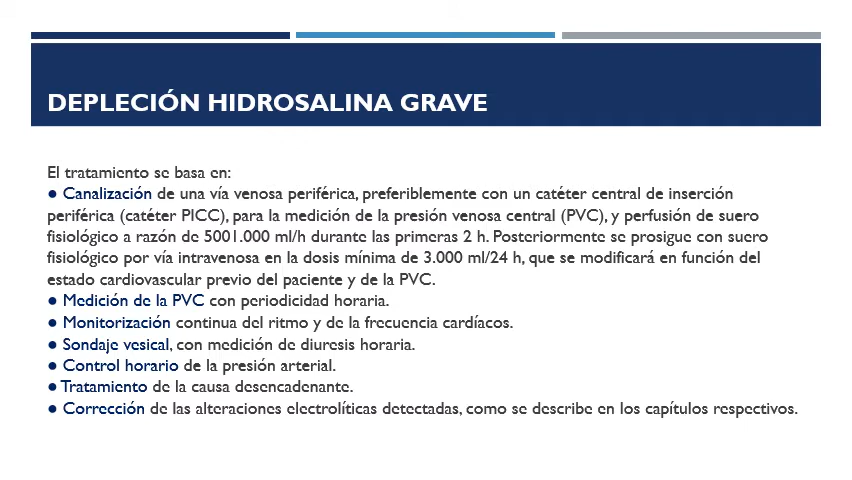 DEPLECIÓN HIDROSALINA GRAVE
El tratamiento se basa en:
● Canalización de una vía venosa periférica, preferiblemente con un catéter central de inserción
periférica (catéter PICC), para la medición de la presión venosa central (PVC), y perfusión de suero
fisiológico a razón de 5001.000 ml/h durante las primeras 2 h. Posteriormente se prosigue con suero
fisiológico por vía intravenosa en la dosis mínima de 3.000 ml/24 h, que se modificará en función del
estado cardiovascular previo del paciente y de la PVC.
● Medición de la PVC con periodicidad horaria.
● Monitorización continua del ritmo y de la frecuencia cardíacos.
● Sondaje vesical, con medición de diuresis horaria.
● Control horario de la presión arterial.
● Tratamiento de la causa desencadenante.
● Corrección de las alteraciones electrolíticas detectadas, como se describe en los capítulos respectivos.